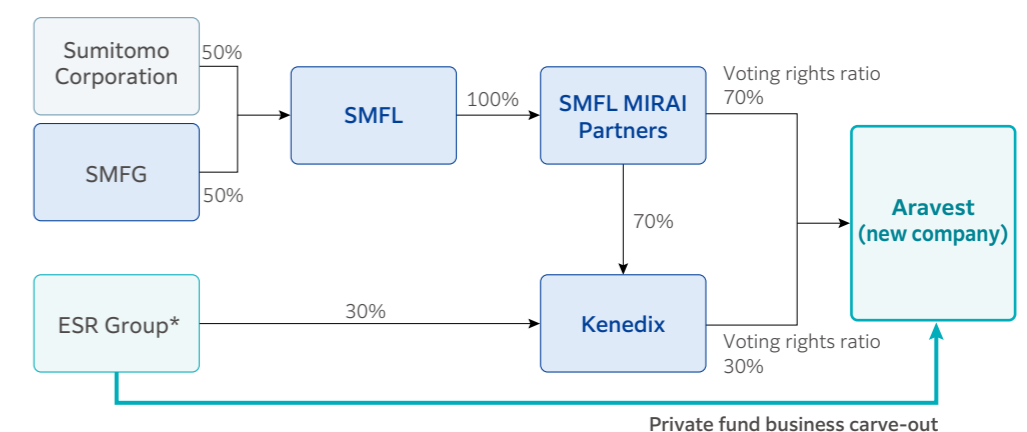 Sumitomo
Corporation
50%
SMFG
50%
SMFL
100%
SMFL MIRAI
Partners
Voting rights ratio
70%
70%
Aravest
(new company)
ESR Group*
30%
Kenedix
Voting rights ratio
30%
Private fund business carve-out